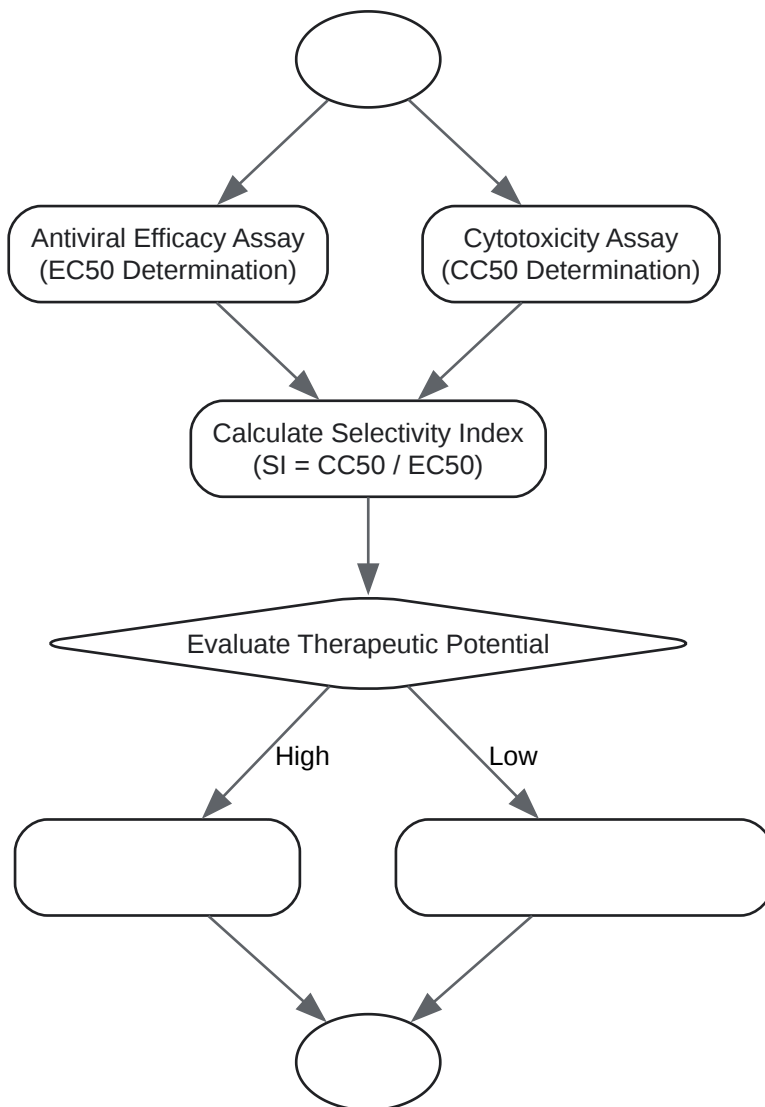 Antiviral Efficacy Assay
(EC50 Determination)
Cytotoxicity Assay
(CC50 Determination)
Calculate Selectivity Index
(SI = CC50 / EC50)
Evaluate Therapeutic Potential
High
Low